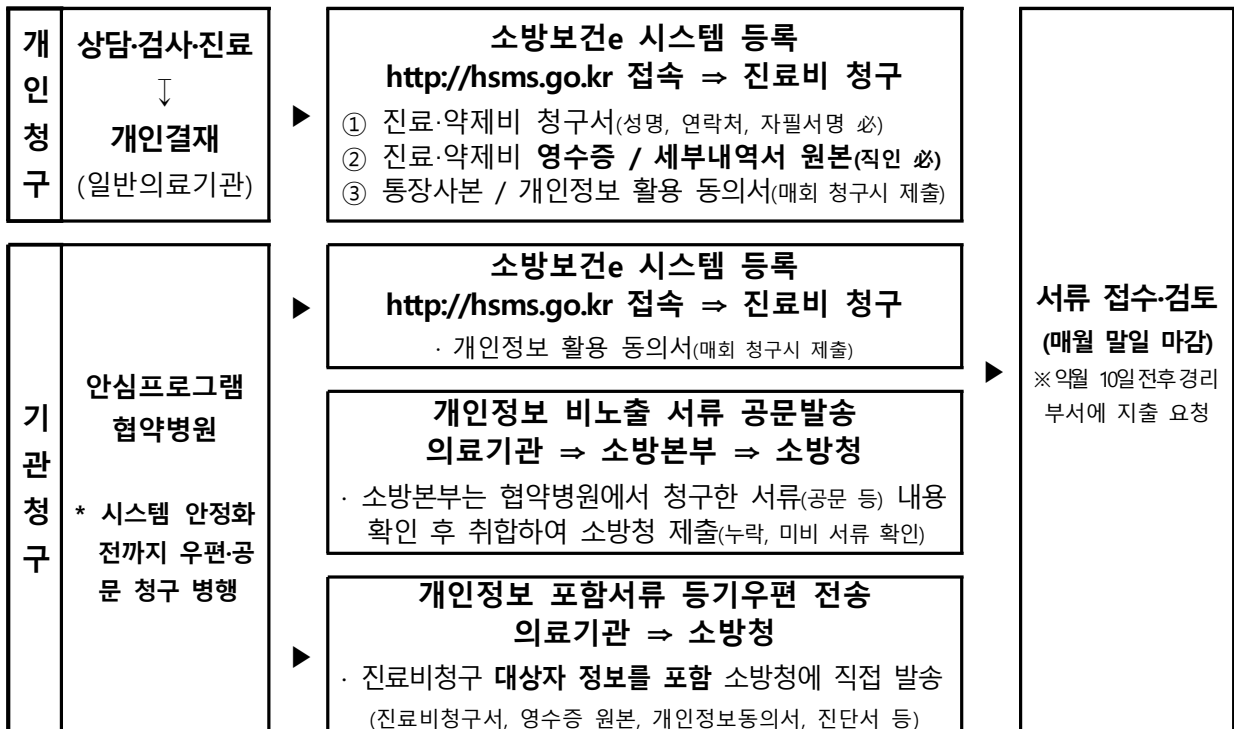 개인청구
상담·검사·진료
↧
개인결재
(일반의료기관)
▶
소방보건e 시스템 등록
http://hsms.go.kr 접속 ⇒ 진료비 청구
① 진료·약제비 청구서(성명, 연락처, 자필서명 必)
② 진료·약제비 영수증 / 세부내역서 원본(직인 必)
③ 통장사본 / 개인정보 활용 동의서(매회 청구시 제출)
기관청구
안심프로그램
협약병원
* 시스템 안정화
전까지 우편·공
문 청구 병행
▶
소방보건e 시스템 등록
http://hsms.go.kr 접속 ⇒ 진료비 청구
· 개인정보 활용 동의서(매회 청구시 제출)
개인정보 비노출 서류 공문발송
의료기관 ⇒ 소방본부 ⇒ 소방청
· 소방본부는 협약병원에서 청구한 서류(공문 등) 내용
확인 후 취합하여 소방청 제출(누락, 미비 서류 확인)
▶
개인정보 포함서류 등기우편 전송
의료기관 ⇒ 소방청
· 진료비청구 대상자 정보를 포함 소방청에 직접 발송
(진료비청구서, 영수증 원본, 개인정보동의서, 진단서 등)
▶
서류 접수·검토
(매월 말일 마감)
※ 익월 10일 전후 경리
부서에 지출 요청